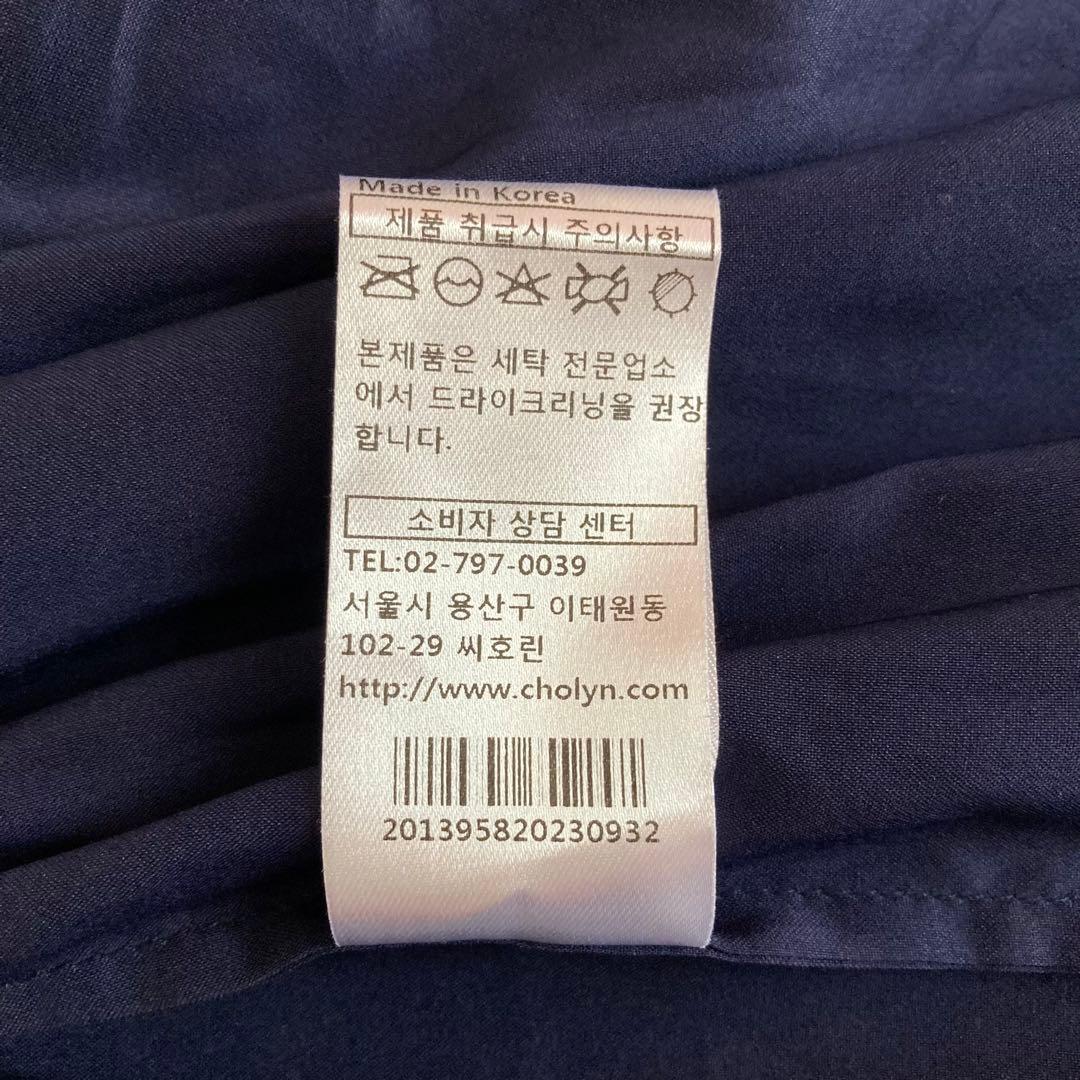 Made in Korea
제품 취급시 주의사항
본제품은 세탁 전문업소
에서 드라이크리닝을 권장
합니다.
소비자 상담 센터
TEL:02-797-0039
서울시 용산구 이태원동
102-29 씨호린
http://www.cholyn.com
201395820230932